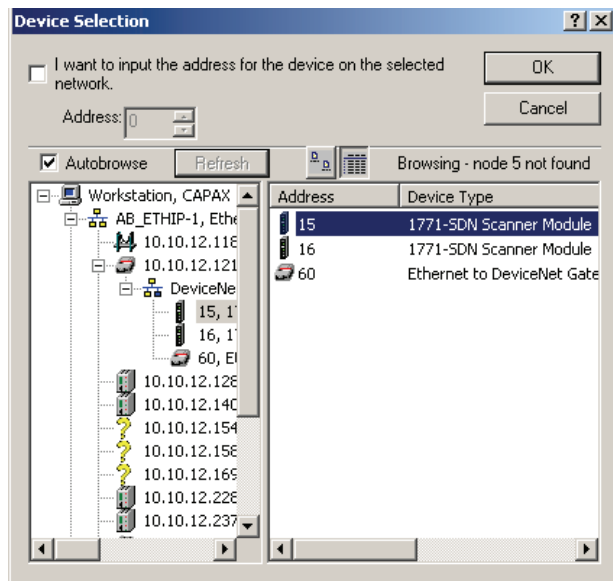 Device Selection
I want to input the address for the device on the selected
network.
OK
Address: 0
Cancel
Autobrowse
Refresh
Browsing - node 5 not found
Workstation, CAPAX
AB_ETHIP-1, Ethe
10.10.12.118
10.10.12.121
DeviceNe
15, 1
16, 1
60, E
10.10.12.128
10.10.12.140
10.10.12.154
10.10.12.158
10.10.12.169
10.10.12.228
10.10.12.237
Address Device Type
15 1771-SDN Scanner Module
16 1771-SDN Scanner Module
60 Ethernet to DeviceNet Gate